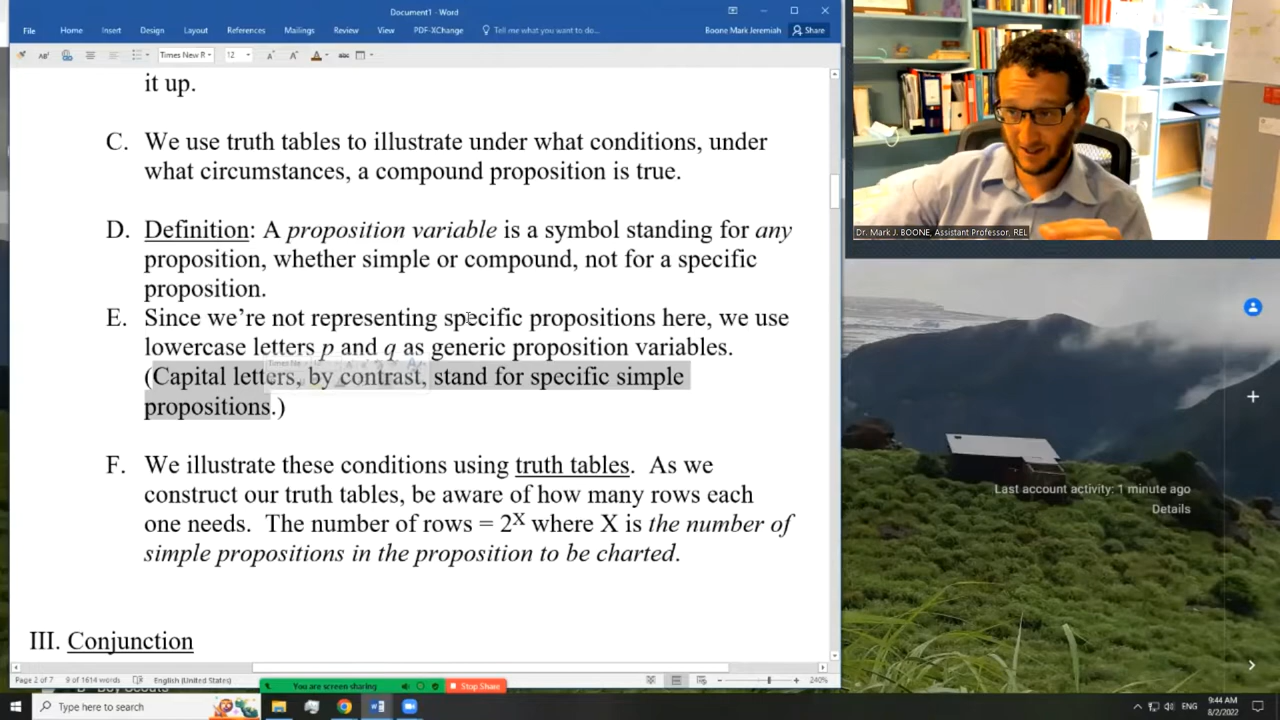 Document1 - Word
Boone Mark Jeremiah
Share
File Home Insert Design Layout References Mailings Review View PDF-XChange Tell me what you want to do...
Times New R 12
it up.
C. We use truth tables to illustrate under what conditions, under
what circumstances, a compound proposition is true.
D. Definition: A proposition variable is a symbol standing for any
proposition, whether simple or compound, not for a specific
proposition.
E. Since we’re not representing specific propositions here, we use
lowercase letters p and q as generic proposition variables.
(Capital letters, by contrast, stand for specific simple
propositions.)
F. We illustrate these conditions using truth tables. As we
construct our truth tables, be aware of how many rows each
one needs. The number of rows = 2X where X is the number of
simple propositions in the proposition to be charted.
III. Conjunction
Page 2 of 7 9 of 1614 words English (United States) 240%
You are screen sharing Stop Share
Type here to search
Dr. Mark J. BOONE, Assistant Professor, REL
Last account activity: 1 minute ago
Details
ENG
9:44 AM
8/2/2022